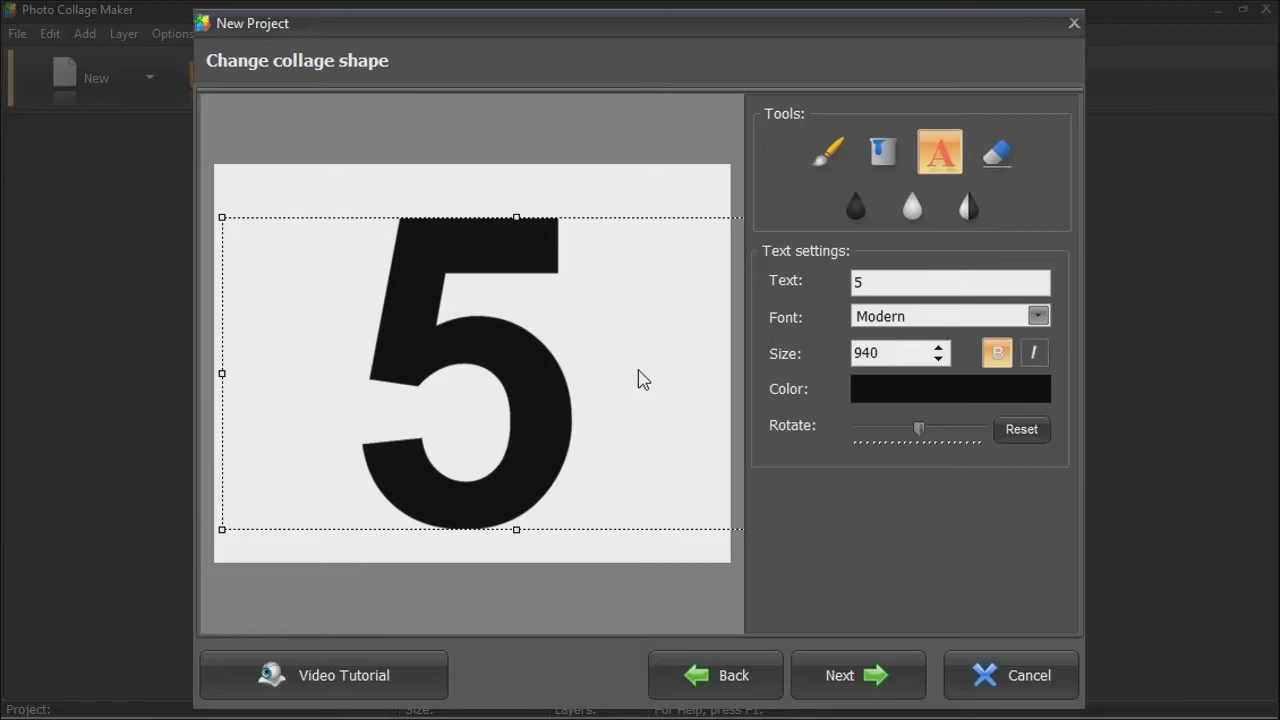 Photo Collage Maker
New Project
File Edit Add Layer Options
Change collage shape
New
Tools:
A
Text settings:
Text: 5
Font: Modern
Size: 940 B I
Color:
Rotate: Reset
5
Video Tutorial
Back
Next
Cancel
Project: Size: Layers: For Help, press F1.